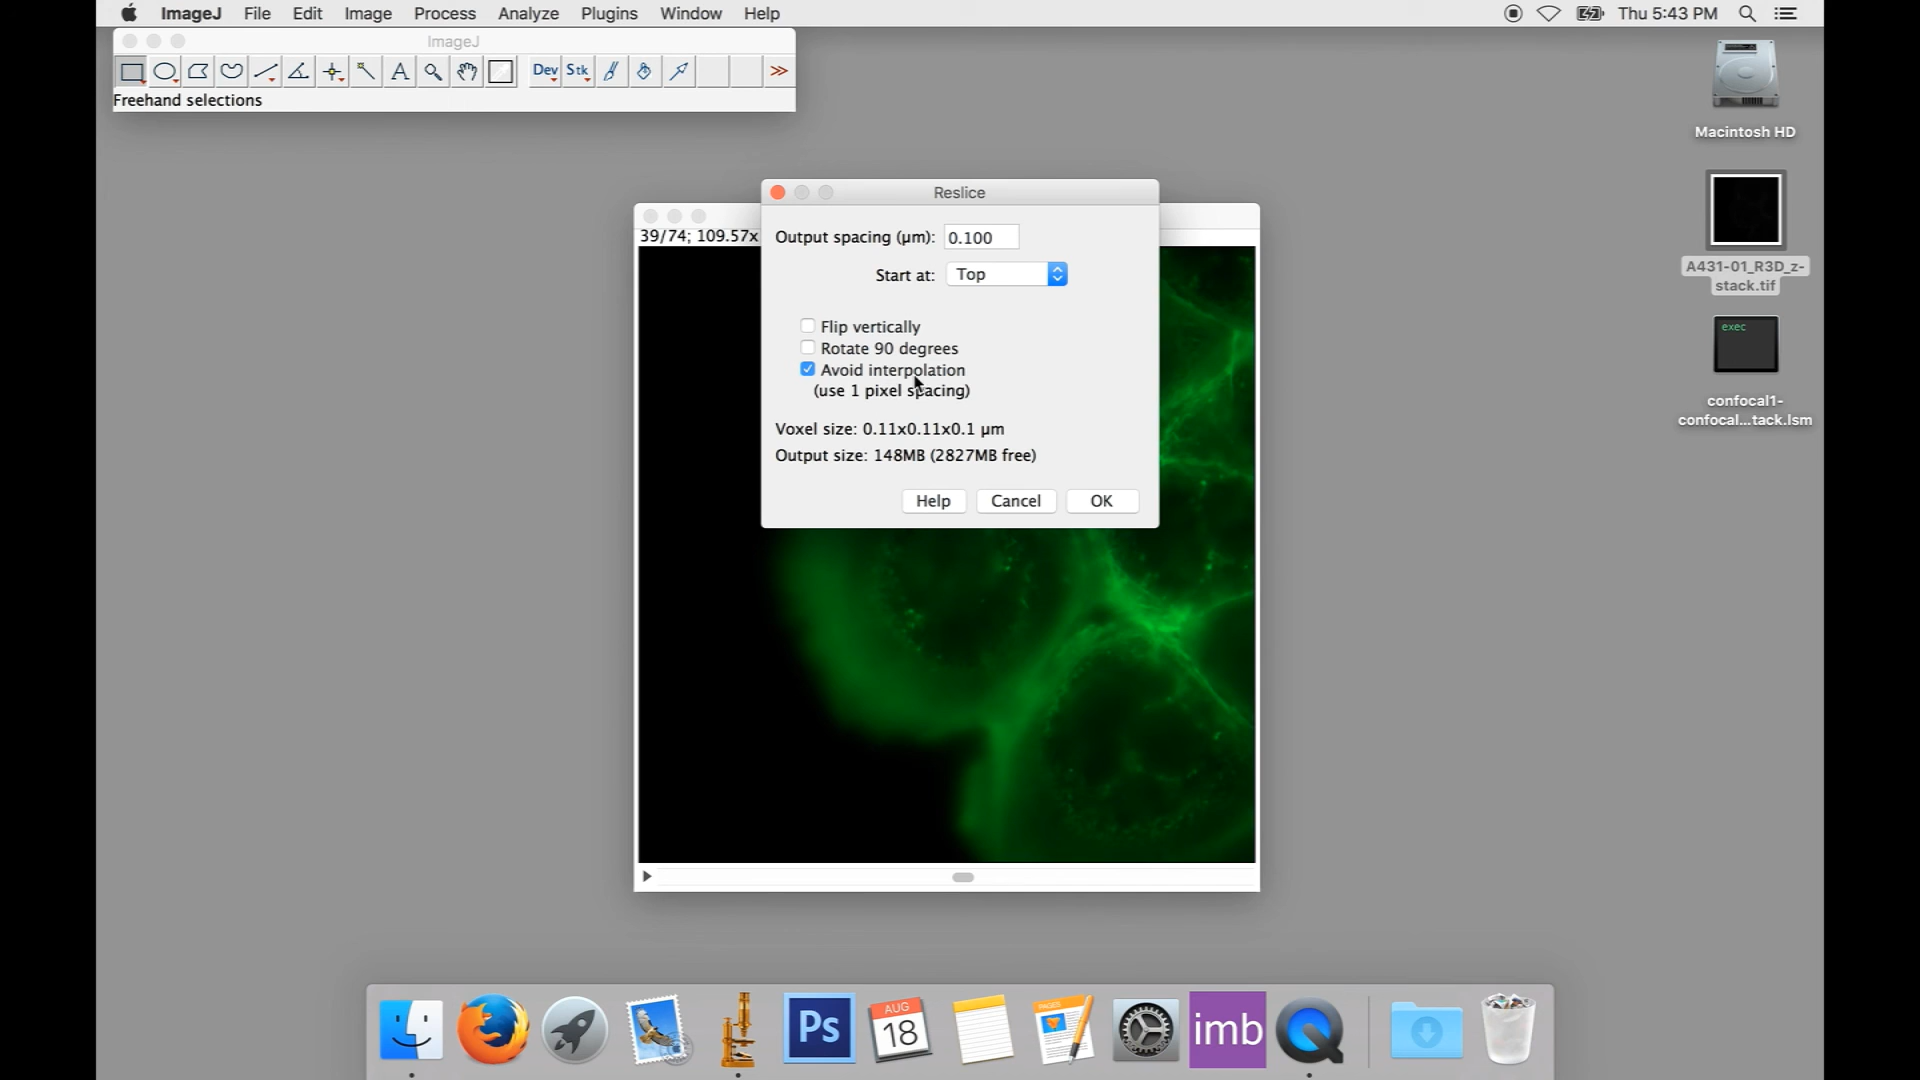 ImageJ File Edit Image Process Analyze Plugins Window Help Thu 5:43 PM
ImageJ
A Dev Stk >>
Freehand selections
Macintosh HD
A431-01_R3D_z-
stack.tif
exec
confocal1-
confocal...tack.lsm
Reslice
39/74; 109.57x
Output spacing (µm): 0.100
Start at: Top
Flip vertically
Rotate 90 degrees
Avoid interpolation
(use 1 pixel spacing)
Voxel size: 0.11x0.11x0.1 µm
Output size: 148MB (2827MB free)
Help Cancel OK
Ps
AUG
18
PAGES
imb